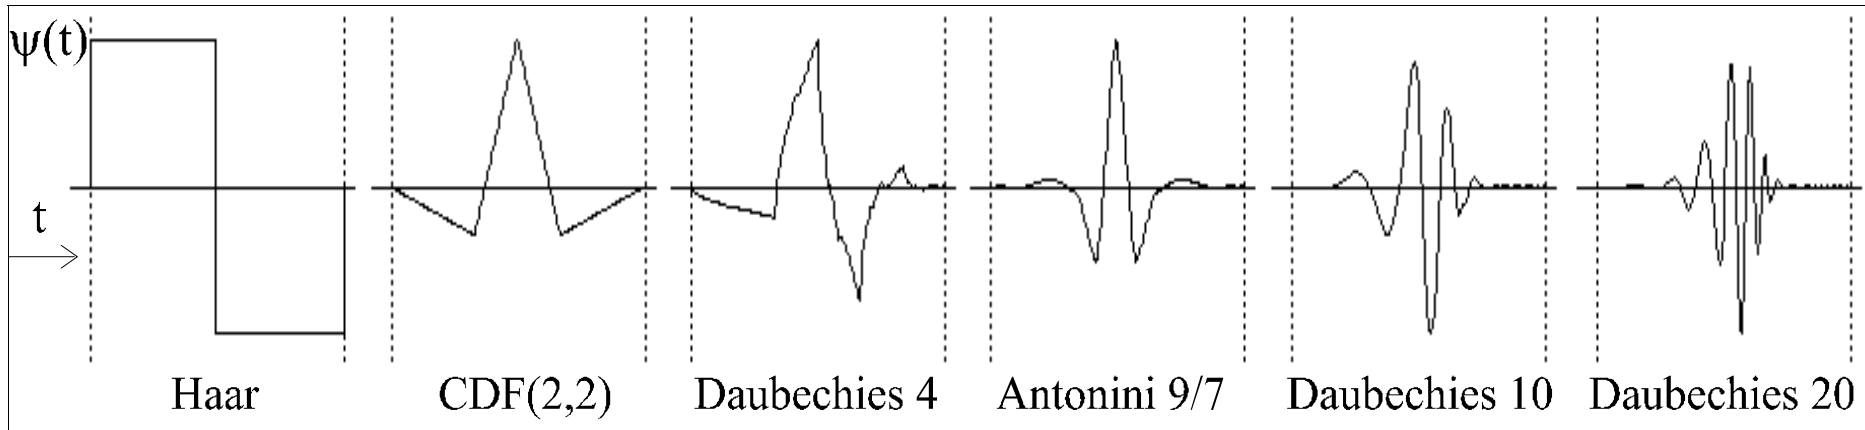 ψ(t)
t
Haar
CDF(2,2)
Daubechies 4
Antonini 9/7
Daubechies 10
Daubechies 20